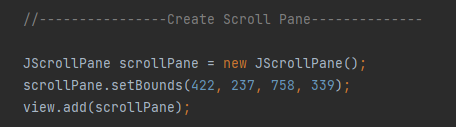 //----------------Create Scroll Pane--------------
JScrollPane scrollPane = new JScrollPane();
scrollPane.setBounds(422, 237, 758, 339);
view.add(scrollPane);